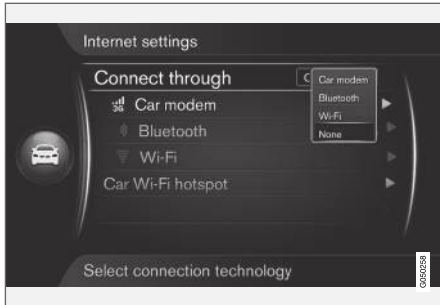 Internet settings
Connect through
Car modem
Bluetooth
Wi-Fi
None
3G Car modem
Bluetooth
Wi-Fi
Car Wi-Fi hotspot
Select connection technology
G050258